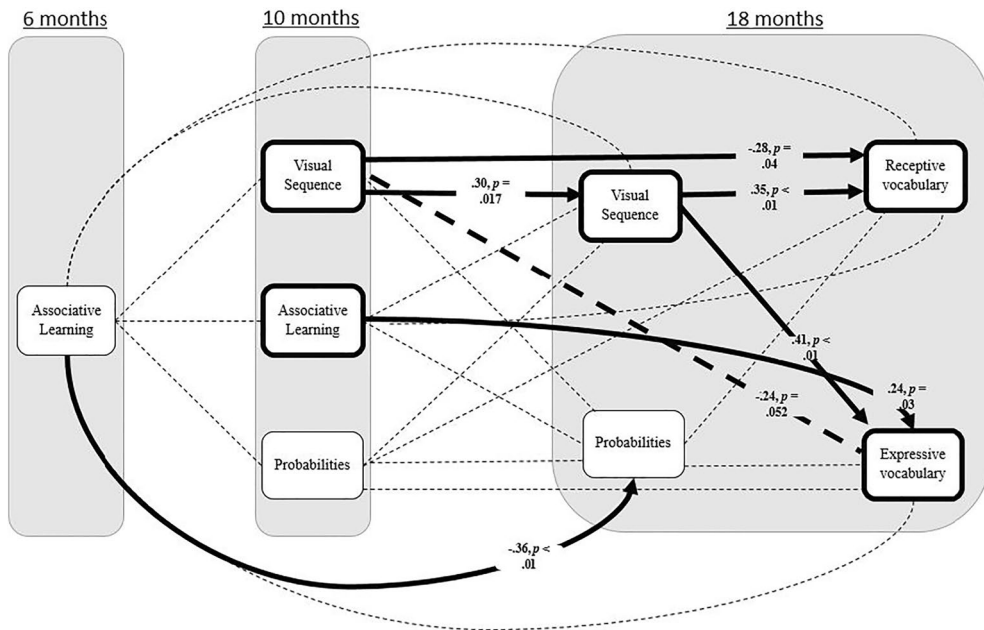 6 months
10 months
18 months
Visual
Sequence
-.28, p =
.04
Receptive
vocabulary
.30, p =
.017
Visual
Sequence
.35, p <
.01
Associative
Learning
Associative
Learning
.41, p <
.01
-.24, p =
.052
.24, p =
.03
Probabilities
Probabilities
Expressive
vocabulary
-.36, p <
.01